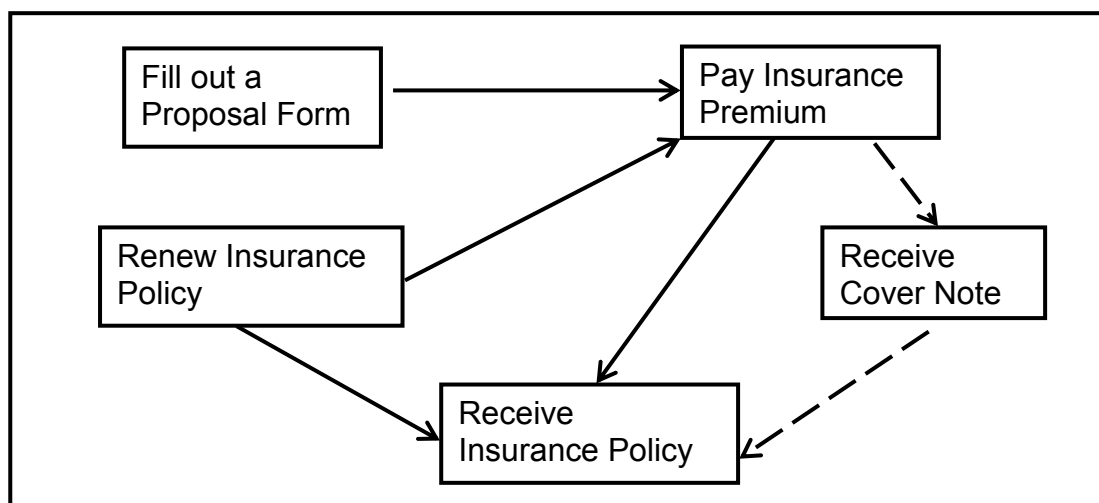 Fill out a
Proposal Form
Pay Insurance
Premium
Renew Insurance
Policy
Receive
Cover Note
Receive
Insurance Policy